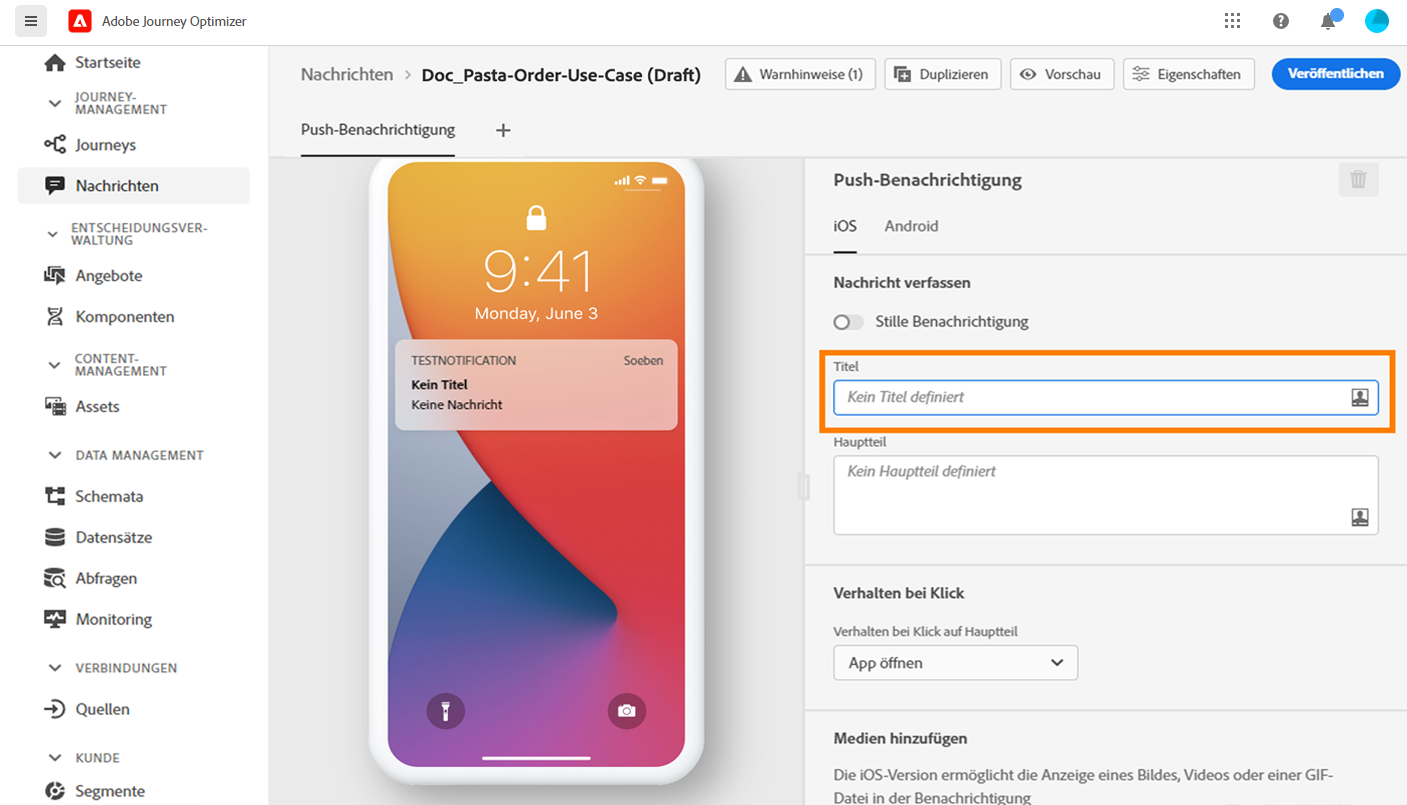 Adobe Journey Optimizer
Startseite
JOURNEY-
MANAGEMENT
Journeys
Nachrichten
ENTSCHEIDUNGSVER-
WALTUNG
Angebote
Komponenten
CONTENT-
MANAGEMENT
Assets
DATA MANAGEMENT
Schemata
Datensätze
Abfragen
Monitoring
VERBINDUNGEN
Quellen
KUNDE
Segmente
Nachrichten > Doc_Pasta-Order-Use-Case (Draft)
Warnhinweise (1)
Duplizieren
Vorschau
Eigenschaften
Veröffentlichen
Push-Benachrichtigung
9:41
Monday, June 3
TESTNOTIFICATION Soeben
Kein Titel
Keine Nachricht
Push-Benachrichtigung
iOS Android
Nachricht verfassen
Stille Benachrichtigung
Titel
Kein Titel definiert
Hauptteil
Kein Hauptteil definiert
Verhalten bei Klick
Verhalten bei Klick auf Hauptteil
App öffnen
Medien hinzufügen
Die iOS-Version ermöglicht die Anzeige eines Bildes, Videos oder einer GIF-
Datei in der Benachrichtigung